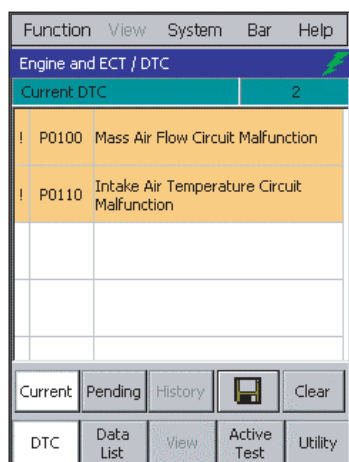 Function View System Bar Help
Engine and ECT / DTC
Current DTC 2
! P0100 Mass Air Flow Circuit Malfunction
! P0110 Intake Air Temperature Circuit
Malfunction
Current Pending History Clear
DTC Data List View Active Test Utility